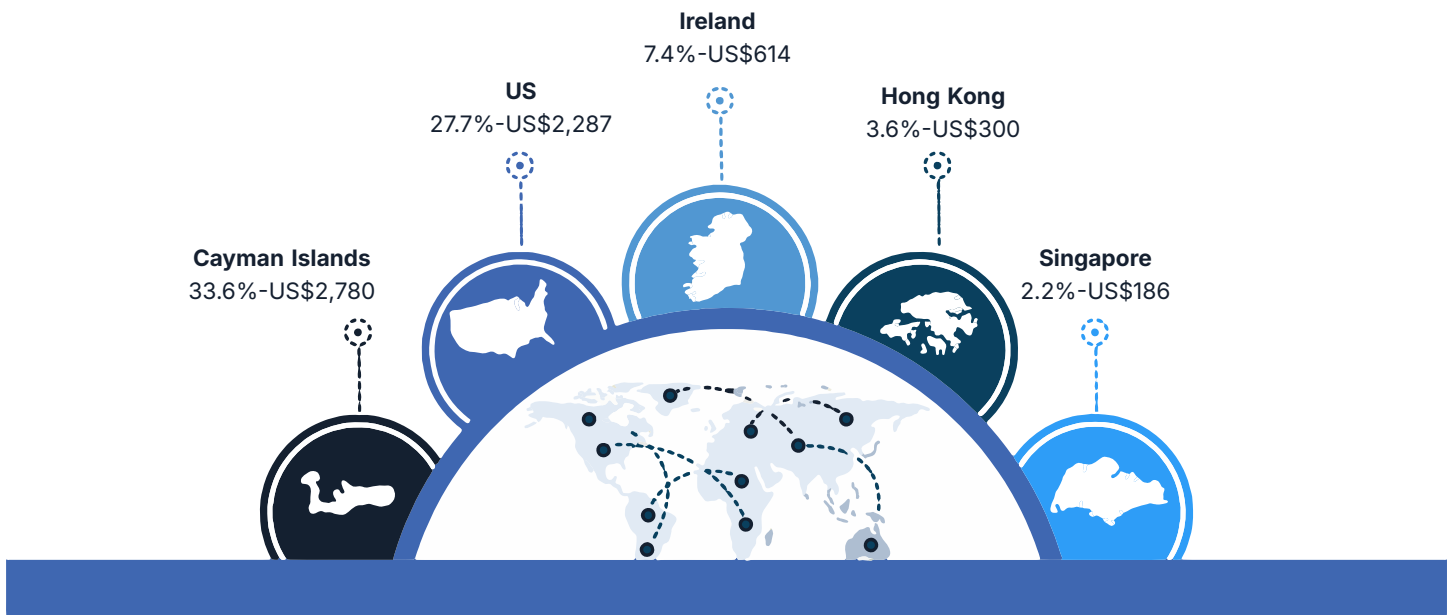 Ireland
7.4%-US$614
US
27.7%-US$2,287
Hong Kong
3.6%-US$300
Cayman Islands
33.6%-US$2,780
Singapore
2.2%-US$186